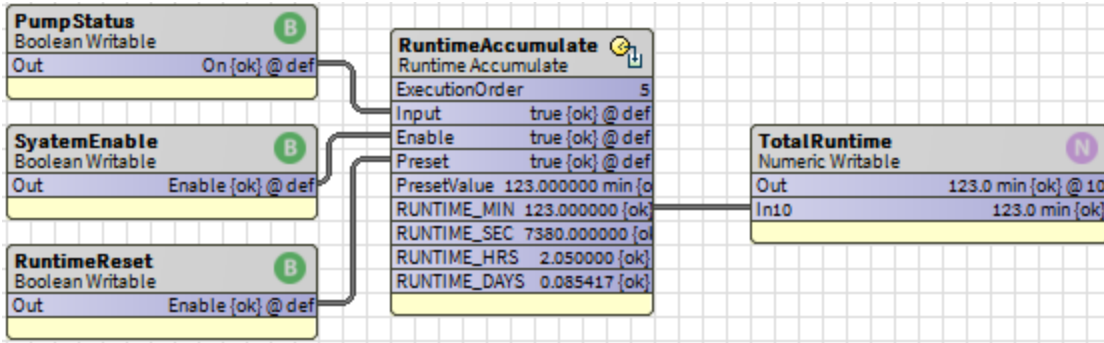 PumpStatus
Boolean Writable
B
Out On {ok} @ def
SyatemEnable
Boolean Writable
B
Out Enable {ok} @ def
RuntimeReset
Boolean Writable
B
Out Enable {ok} @ def
RuntimeAccumulate
Runtime Accumulate
ExecutionOrder 5
Input true {ok} @ def
Enable true {ok} @ def
Preset true {ok} @ def
PresetValue 123.000000 min {o
RUNTIME_MIN 123.000000 {ok}
RUNTIME_SEC 7380.000000 {ok
RUNTIME_HRS 2.050000 {ok}
RUNTIME_DAYS 0.085417 {ok}
TotalRuntime
Numeric Writable
N
Out 123.0 min {ok} @ 10
In10 123.0 min {ok}